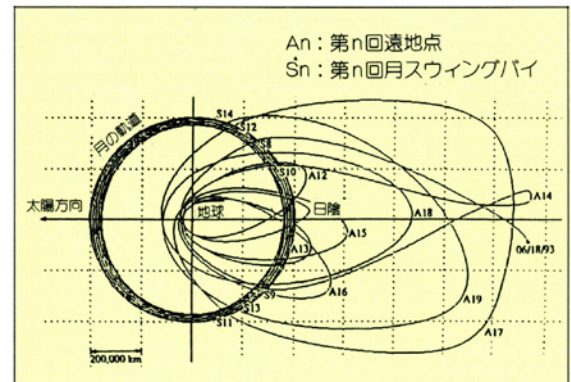 An：第n回遠地点
Sn：第n回月スウィングバイ
月の軌道
S14
S12
S8
S10
A12
太陽方向
地球
日陰
A18
A14
A13
A15
06/18/93
A16
S9
S13
S11
A19
A17
200,000 km